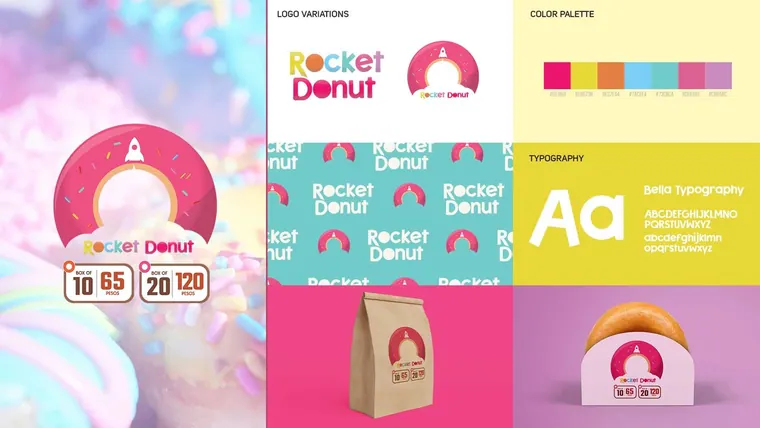 Rocket Donut
BOX OF
10
65
PESOS
BOX OF
20
120
PESOS
LOGO VARIATIONS
Rocket
Donut
Rocket Donut
Rocket
Donut
Rocket
Donut
Rocket
Donut
Rocket
Donut
Rocket
Donut
COLOR PALETTE
TYPOGRAPHY
Aa
Bella Typography
ABCDEFGHIJKLMNO
PQRSTUVWXYZ
abcdefghijklmn
opqrstuvwxyz
Rocket Donut
10
65
20
120
Rocket Donut
10
65
20
120